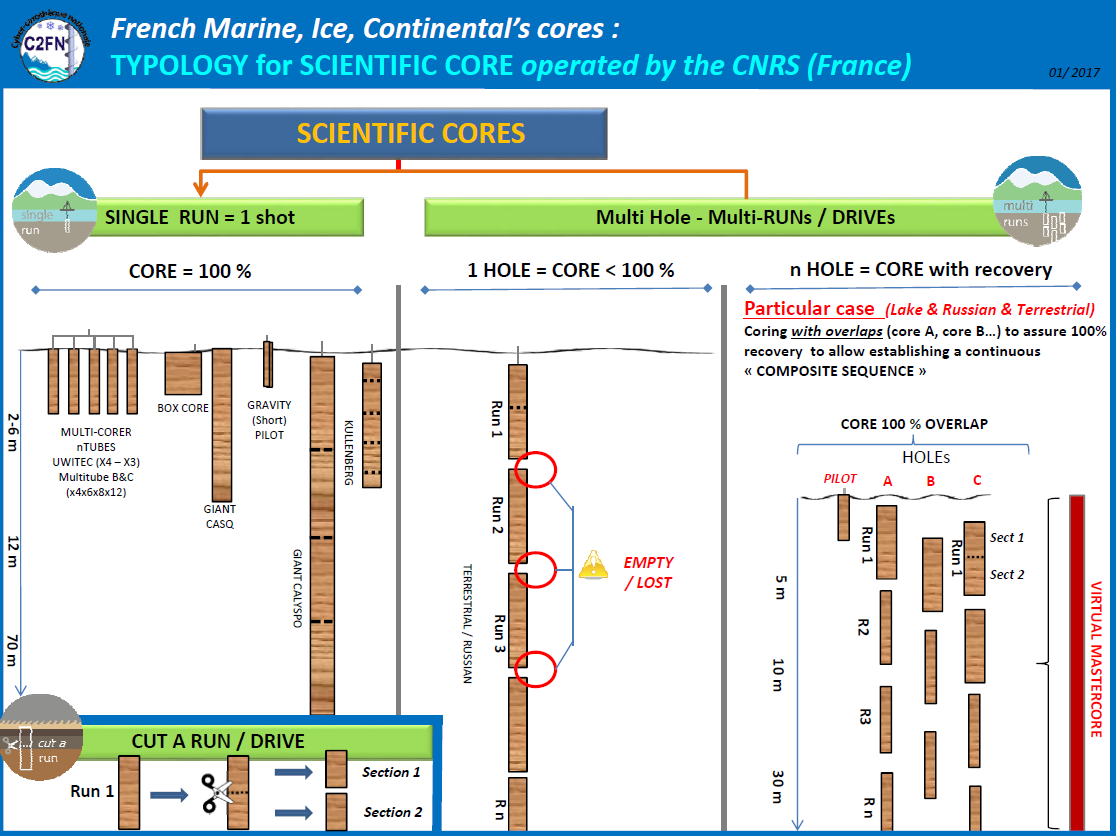 French Marine, Ice, Continental’s cores :
TYPOLOGY for SCIENTIFIC CORE operated by the CNRS (France)
01/ 2017
C2FN
SCIENTIFIC CORES
single
run
SINGLE  RUN = 1 shot
Multi Hole - Multi-RUNs / DRIVEs
multi
runs
CORE = 100 %
1 HOLE = CORE < 100 %
n HOLE = CORE with recovery
Particular case  (Lake & Russian & Terrestrial)
Coring with overlaps (core A, core B…) to assure 100%
recovery  to allow establishing a continuous
« COMPOSITE SEQUENCE »
2-6 m
12 m
70 m
MULTI-CORER
nTUBES
UWITEC (X4 – X3)
Multitube B&C
(x4x6x8x12)
BOX CORE
GIANT
CASQ
GRAVITY
(Short)
PILOT
GIANT CALYSPO
KULLENBERG
Run 1
Run 2
Run 3
R n
TERRESTRIAL / RUSSIAN
EMPTY
/ LOST
CORE 100 % OVERLAP
HOLEs
PILOT
A
B
C
5 m
10 m
30 m
Run 1
R2
R3
R n
Run 1
Sect 1
Sect 2
VIRTUAL MASTERCORE
cut a
run
CUT A RUN / DRIVE
Run 1
Section 1
Section 2